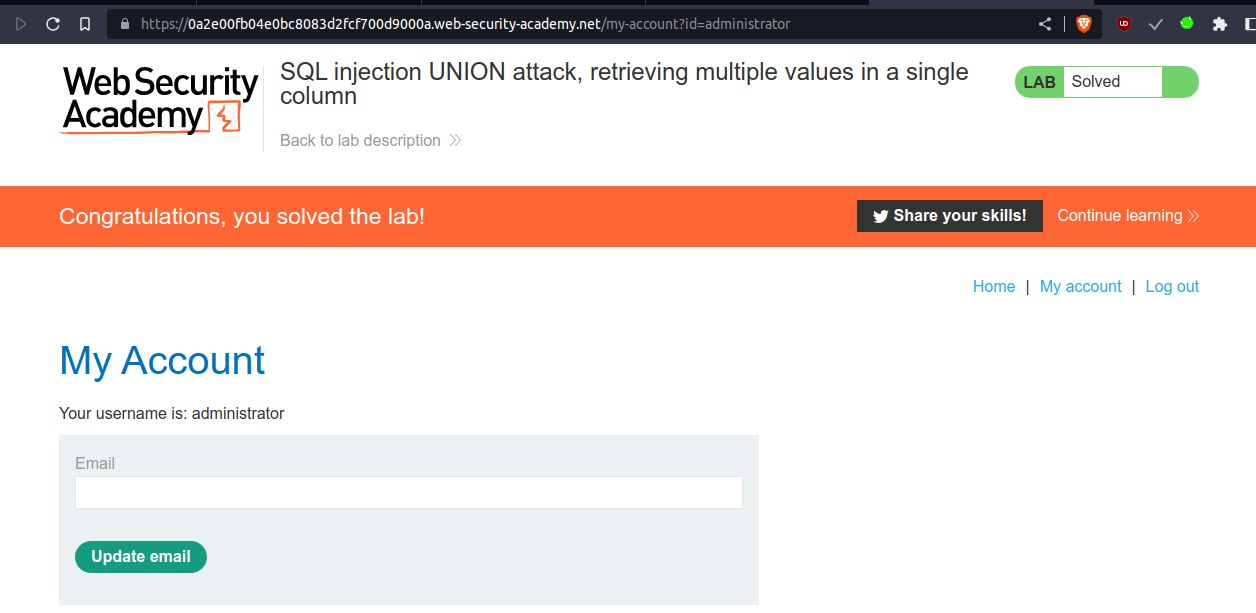 https://0a2e00fb04e0bc8083d2fcf700d9000a.web-security-academy.net/my-account?id=administrator
Web Security
Academy
SQL injection UNION attack, retrieving multiple values in a single
column
LAB Solved
Back to lab description
Congratulations, you solved the lab!
Share your skills! Continue learning
Home | My account | Log out
My Account
Your username is: administrator
Email
Update email